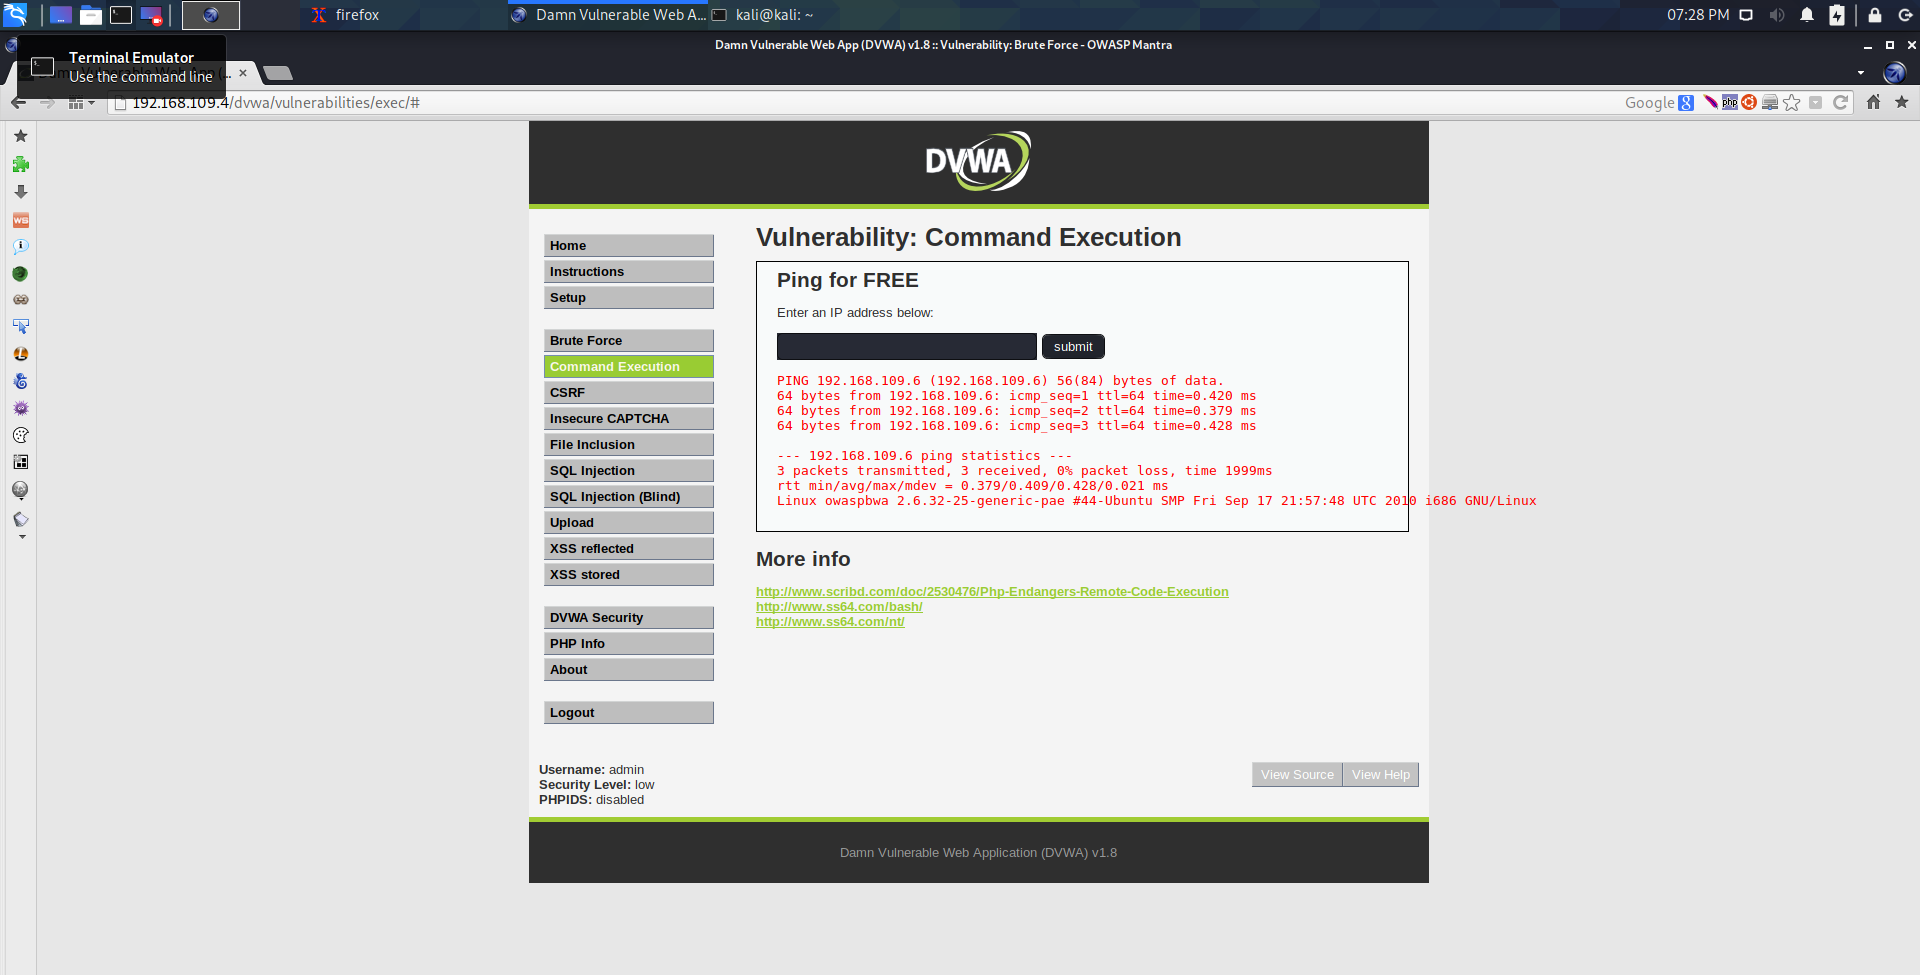 firefox
Damn Vulnerable Web A...
kali@kali: ~
07:28 PM
Damn Vulnerable Web App (DVWA) v1.8 :: Vulnerability: Brute Force - OWASP Mantra
Terminal Emulator
Use the command line
192.168.109.4/dvwa/vulnerabilities/exec/#
Google
php
DVWA
Home
Instructions
Setup
Brute Force
Command Execution
CSRF
Insecure CAPTCHA
File Inclusion
SQL Injection
SQL Injection (Blind)
Upload
XSS reflected
XSS stored
DVWA Security
PHP Info
About
Logout
Vulnerability: Command Execution
Ping for FREE
Enter an IP address below:
submit
PING 192.168.109.6 (192.168.109.6) 56(84) bytes of data.
64 bytes from 192.168.109.6: icmp_seq=1 ttl=64 time=0.420 ms
64 bytes from 192.168.109.6: icmp_seq=2 ttl=64 time=0.379 ms
64 bytes from 192.168.109.6: icmp_seq=3 ttl=64 time=0.428 ms
--- 192.168.109.6 ping statistics ---
3 packets transmitted, 3 received, 0% packet loss, time 1999ms
rtt min/avg/max/mdev = 0.379/0.409/0.428/0.021 ms
Linux owaspbwa 2.6.32-25-generic-pae #44-Ubuntu SMP Fri Sep 17 21:57:48 UTC 2010 i686 GNU/Linux
More info
http://www.scribd.com/doc/2530476/Php-Endangers-Remote-Code-Execution
http://www.ss64.com/bash/
http://www.ss64.com/nt/
Username: admin
Security Level: low
PHPIDS: disabled
View Source
View Help
Damn Vulnerable Web Application (DVWA) v1.8